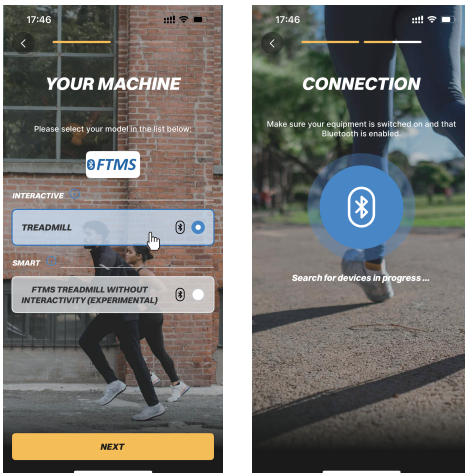 17:46
YOUR MACHINE
Please select your model in the list below:
FTMS
INTERACTIVE
TREADMILL
SMART
FTMS TREADMILL WITHOUT
INTERACTIVITY (EXPERIMENTAL)
NEXT
17:46
CONNECTION
Make sure your equipment is switched on and that
Bluetooth is enabled.
Search for devices in progress ...